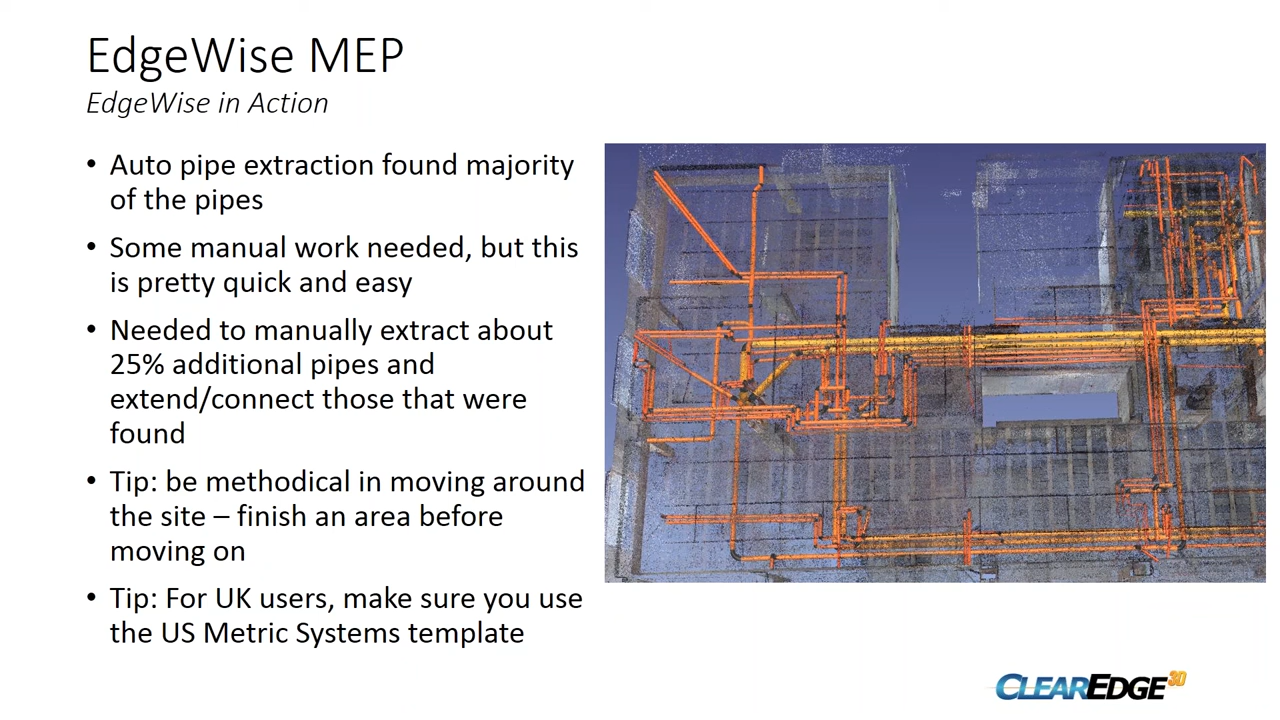 EdgeWise MEP
EdgeWise in Action
• Auto pipe extraction found majority
of the pipes
• Some manual work needed, but this
is pretty quick and easy
• Needed to manually extract about
25% additional pipes and
extend/connect those that were
found
• Tip: be methodical in moving around
the site – finish an area before
moving on
• Tip: For UK users, make sure you use
the US Metric Systems template
CLEAREDGE3D